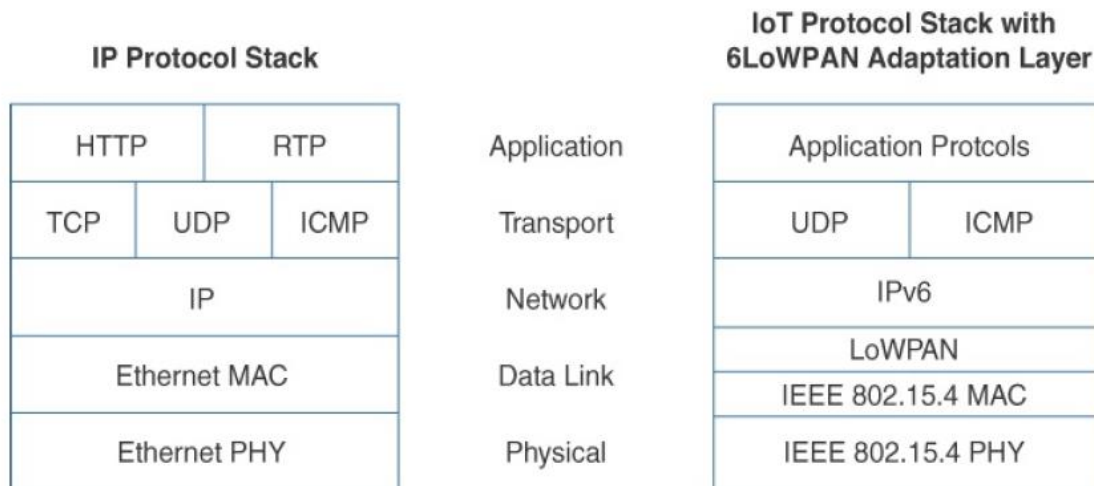 IP Protocol Stack
IoT Protocol Stack with
6LoWPAN Adaptation Layer
HTTP RTP Application Application Protcols
TCP UDP ICMP Transport UDP ICMP
IP Network IPv6
Ethernet MAC Data Link LoWPAN
IEEE 802.15.4 MAC
Ethernet PHY Physical IEEE 802.15.4 PHY